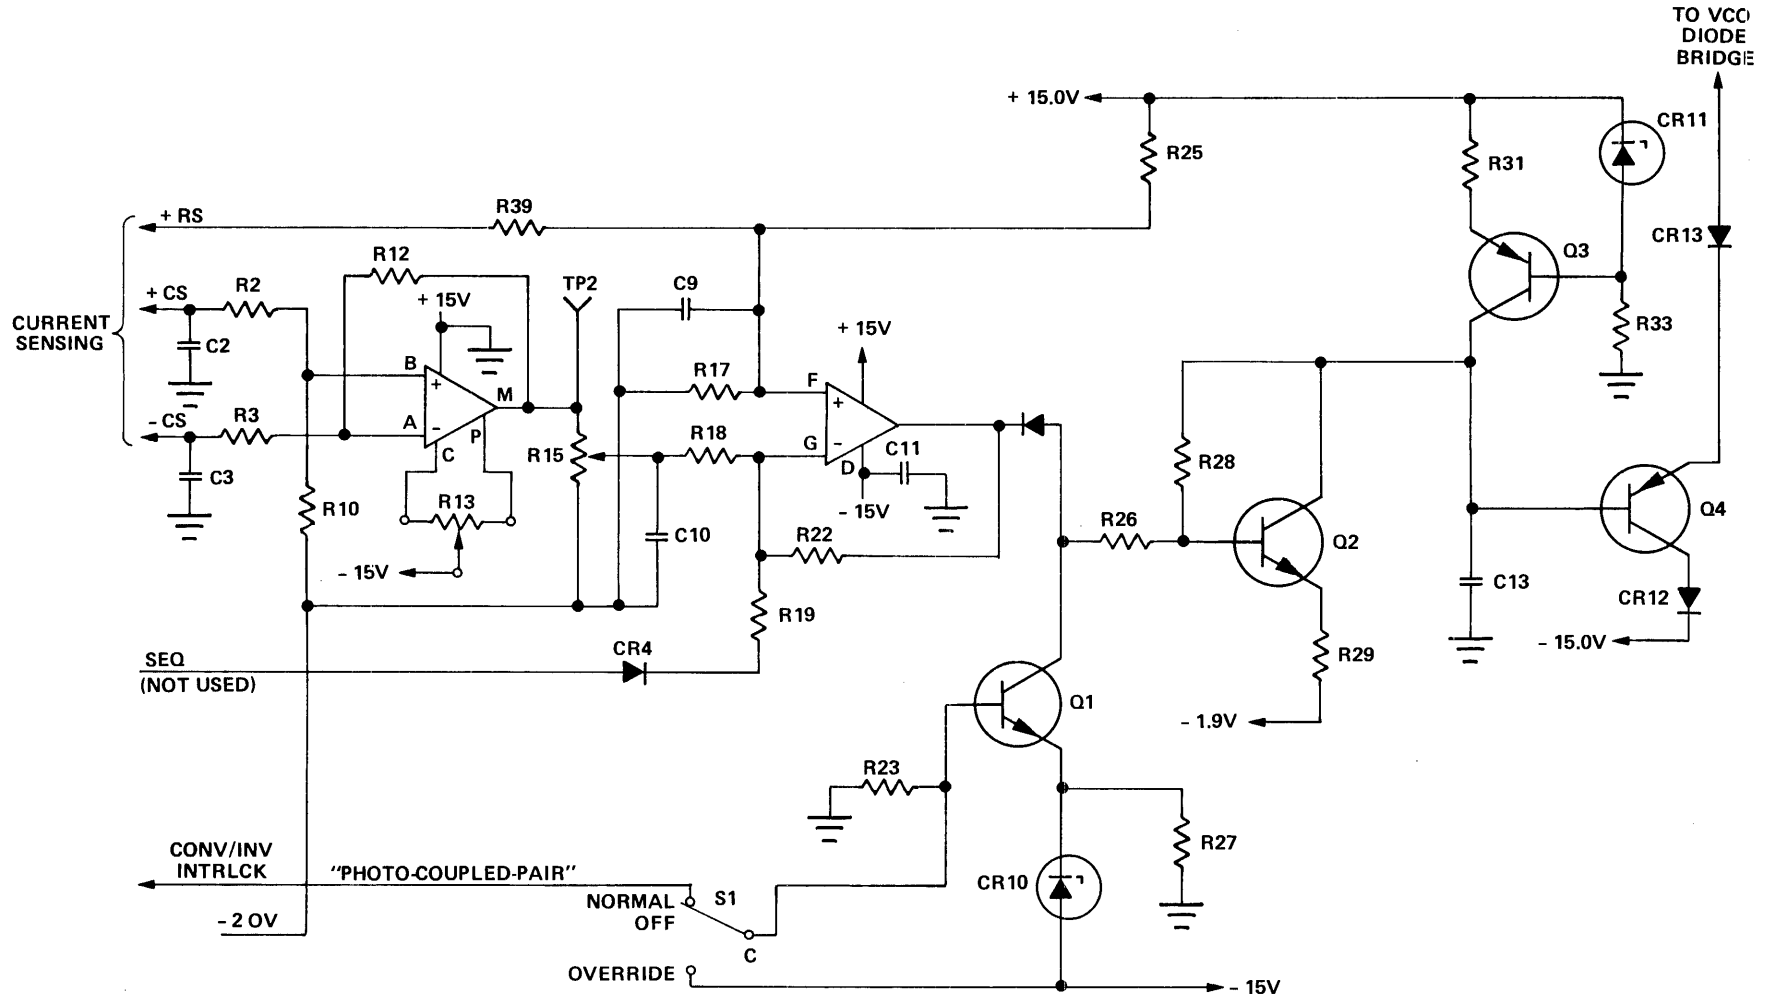 TO VCO
DIODE
BRIDGE
+ 15.0V
CR11
R25
R31
+ RS
R39
CR13
Q3
R12
+ CS
R2
+ 15V
TP2
C9
CURRENT
SENSING
C2
+ 15V
R33
B
+
M
R17
F
+
- CS
R3
A
-
P
C
R15
R18
G
-
D
C11
C3
R13
R28
- 15V
R10
C10
R22
R26
Q2
Q4
- 15V
C13
CR12
R19
SEQ
(NOT USED)
CR4
R29
- 15.0V
Q1
- 1.9V
R23
R27
CONV/INV
INTRLCK
"PHOTO-COUPLED-PAIR"
NORMAL
OFF
S1
CR10
- 2 0V
C
OVERRIDE
- 15V